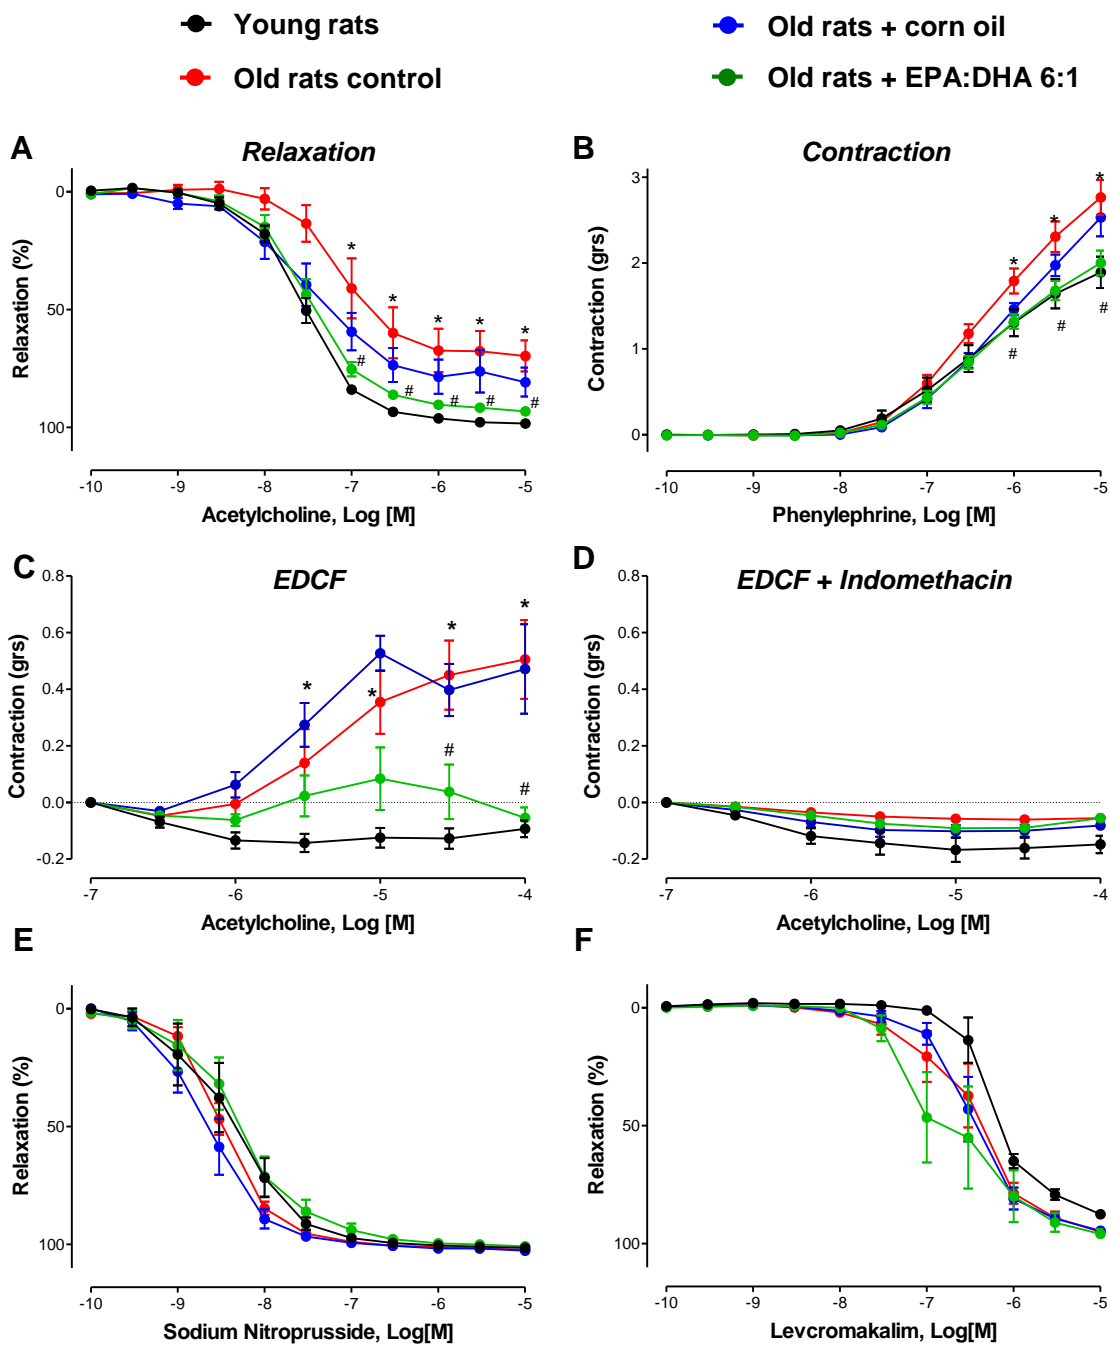 Young rats
Old rats control
Old rats + corn oil
Old rats + EPA:DHA 6:1
A
Relaxation
Relaxation (%)
0
50
100
* * * * *
# # # # #
-10 -9 -8 -7 -6 -5
Acetylcholine, Log [M]
B
Contraction
Contraction (grs)
3
2
1
0
* * *
# # #
-10 -9 -8 -7 -6 -5
Phenylephrine, Log [M]
C
EDCF
Contraction (grs)
0.8
0.6
0.4
0.2
0.0
-0.2
* * * *
# #
-7 -6 -5 -4
Acetylcholine, Log [M]
D
EDCF + Indomethacin
Contraction (grs)
0.8
0.6
0.4
0.2
0.0
-0.2
-7 -6 -5 -4
Acetylcholine, Log [M]
E
Relaxation (%)
0
50
100
-10 -9 -8 -7 -6 -5
Sodium Nitroprusside, Log[M]
F
Relaxation (%)
0
50
100
-10 -9 -8 -7 -6 -5
Levcromakalim, Log[M]